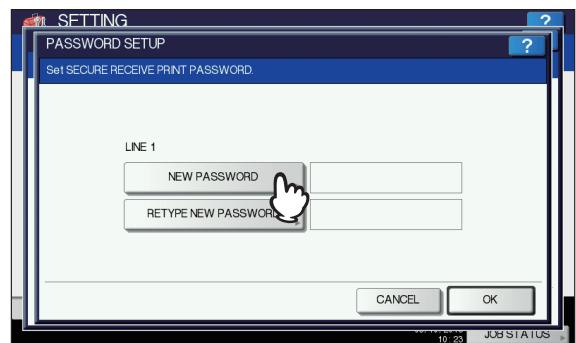 SETTING ?
PASSWORD SETUP ?
Set SECURE RECEIVE PRINT PASSWORD.
LINE 1
NEW PASSWORD
RETYPE NEW PASSWORD
CANCEL OK
10:23 JOB STATUS